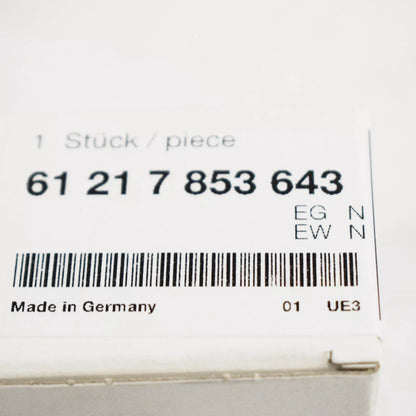 1 Stück / piece
61 21 7 853 643
EG N
EW N
Made in Germany 01 UE3